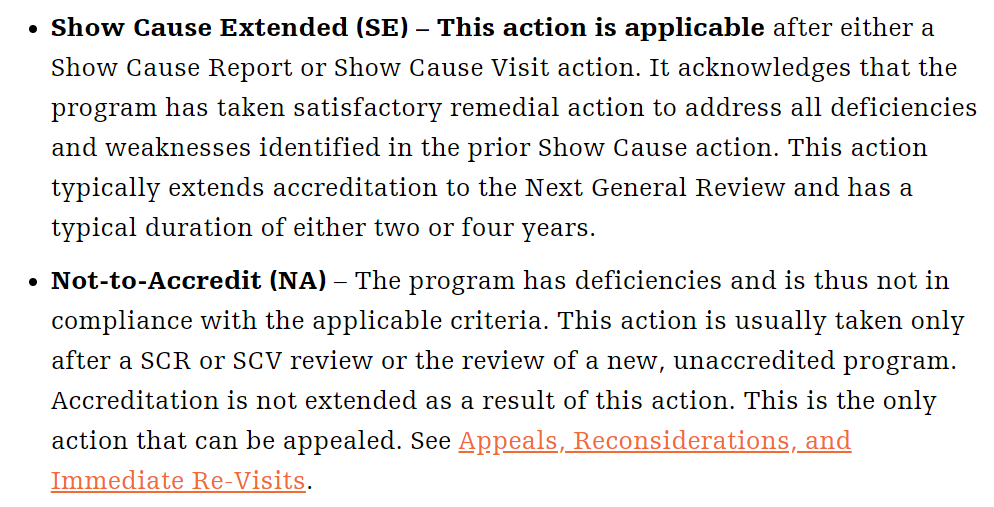 • Show Cause Extended (SE) – This action is applicable after either a
Show Cause Report or Show Cause Visit action. It acknowledges that the
program has taken satisfactory remedial action to address all deficiencies
and weaknesses identified in the prior Show Cause action. This action
typically extends accreditation to the Next General Review and has a
typical duration of either two or four years.
• Not-to-Accredit (NA) – The program has deficiencies and is thus not in
compliance with the applicable criteria. This action is usually taken only
after a SCR or SCV review or the review of a new, unaccredited program.
Accreditation is not extended as a result of this action. This is the only
action that can be appealed. See Appeals, Reconsiderations, and
Immediate Re-Visits.